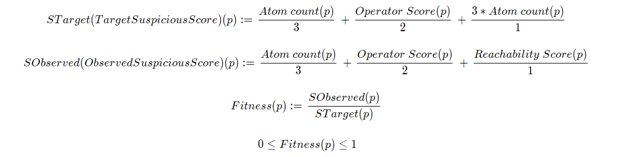 STarget(TargetSuspiciousScore)(p) := Atom count(p)/3 + Operator Score(p)/2 + 3 * Atom count(p)/1
SObserved(ObservedSuspiciousScore)(p) := Atom count(p)/3 + Operator Score(p)/2 + Reachability Score(p)/1
Fitness(p) := SObserved(p)/STarget(p)
0 ≤ Fitness(p) ≤ 1